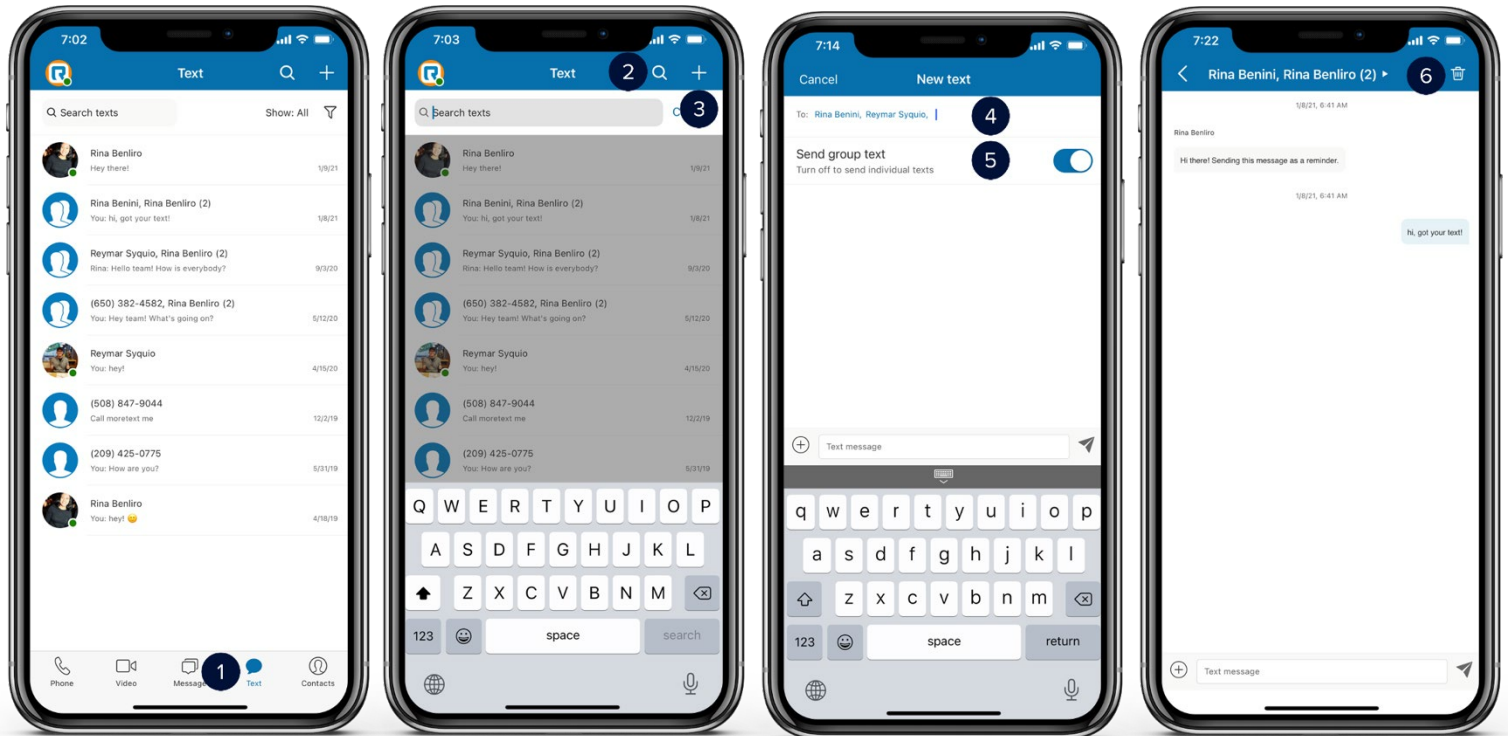 7:02
Text
Search texts
Show: All
Rina Benliro
Hey there!
1/9/21
Rina Benini, Rina Benliro (2)
You: hi, got your text!
1/8/21
Reymar Syquio, Rina Benliro (2)
Rina: Hello team! How is everybody?
9/3/20
(650) 382-4582, Rina Benliro (2)
You: Hey team! What's going on?
5/12/20
Reymar Syquio
You: hey!
4/15/20
(508) 847-9044
Call moretext me
12/2/19
(209) 425-0775
You: How are you?
5/31/19
Rina Benliro
You: hey! 😊
4/18/19
1
Phone
Video
Message
Text
Contacts
7:03
Text
2
Search texts
C
3
Rina Benliro
Hey there!
1/9/21
Rina Benini, Rina Benliro (2)
You: hi, got your text!
1/8/21
Reymar Syquio, Rina Benliro (2)
Rina: Hello team! How is everybody?
9/3/20
(650) 382-4582, Rina Benliro (2)
You: Hey team! What's going on?
5/12/20
Reymar Syquio
You: hey!
4/15/20
(508) 847-9044
Call moretext me
12/2/19
(209) 425-0775
You: How are you?
5/31/19
Q W E R T Y U I O P
A S D F G H J K L
Z X C V B N M
123
space
search
7:14
Cancel
New text
To: Rina Benini, Reymar Syquio,
4
Send group text
Turn off to send individual texts
5
Text message
q w e r t y u i o p
a s d f g h j k l
z x c v b n m
123
space
return
7:22
Rina Benini, Rina Benliro (2)
6
1/8/21, 6:41 AM
Rina Benliro
Hi there! Sending this message as a reminder.
1/8/21, 6:41 AM
hi, got your text!
Text message